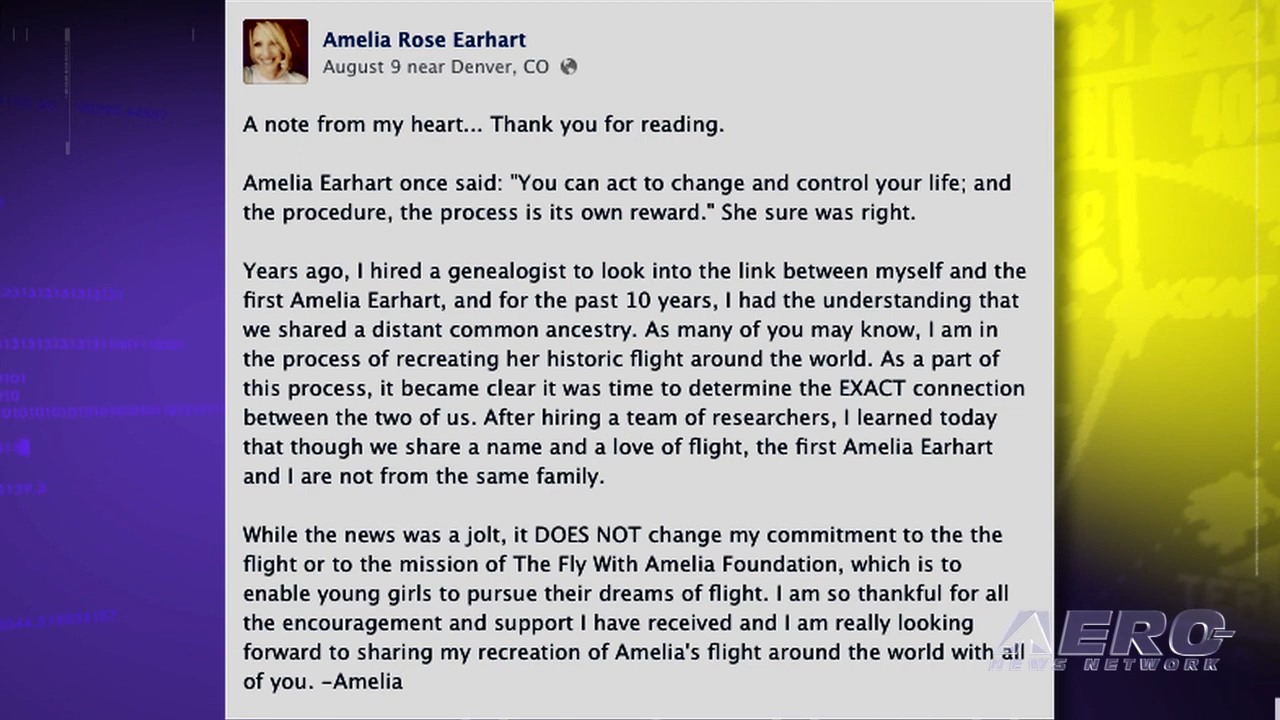 Amelia Rose Earhart
August 9 near Denver, CO
A note from my heart... Thank you for reading.
Amelia Earhart once said: "You can act to change and control your life; and
the procedure, the process is its own reward." She sure was right.
Years ago, I hired a genealogist to look into the link between myself and the
first Amelia Earhart, and for the past 10 years, I had the understanding that
we shared a distant common ancestry. As many of you may know, I am in
the process of recreating her historic flight around the world. As a part of
this process, it became clear it was time to determine the EXACT connection
between the two of us. After hiring a team of researchers, I learned today
that though we share a name and a love of flight, the first Amelia Earhart
and I are not from the same family.
While the news was a jolt, it DOES NOT change my commitment to the the
flight or to the mission of The Fly With Amelia Foundation, which is to
enable young girls to pursue their dreams of flight. I am so thankful for all
the encouragement and support I have received and I am really looking
forward to sharing my recreation of Amelia's flight around the world with all
of you. -Amelia
AERO-
NEWS NETWORK